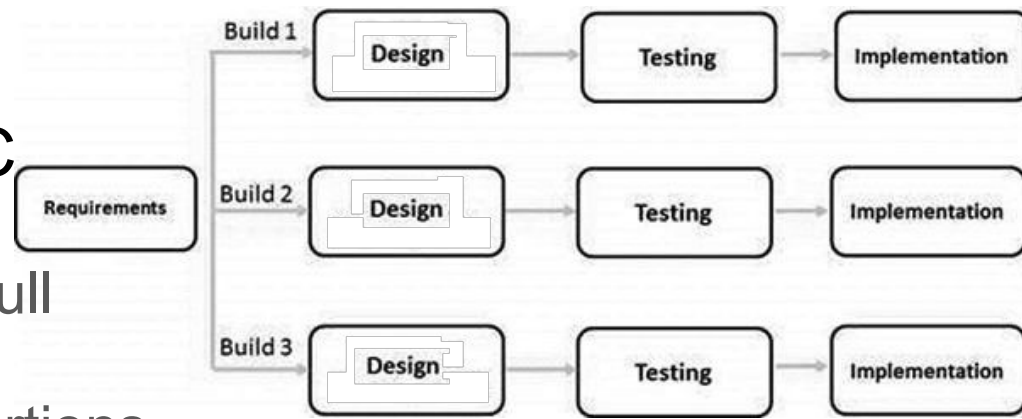 Build 1
Design
Testing
Implementation
C
Requirements
Build 2
Design
Testing
Implementation
ull
Build 3
Design
Testing
Implementation